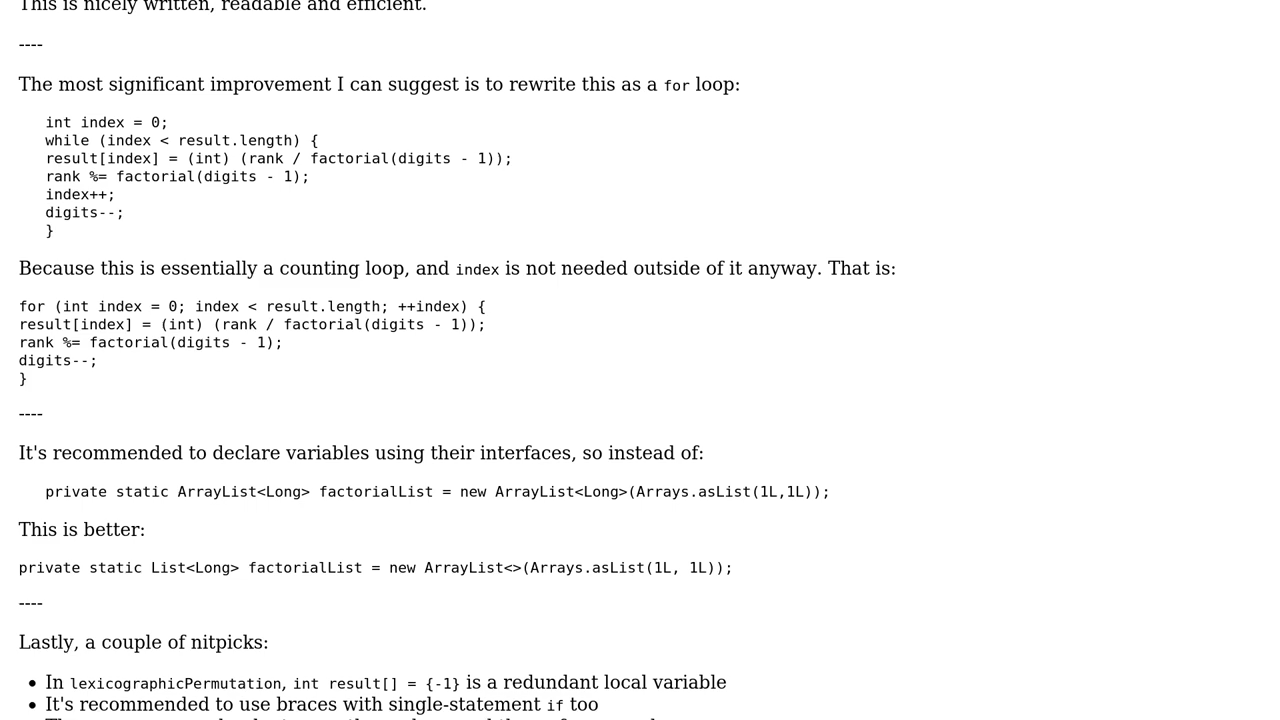 This is nicely written, readable and efficient.
----
The most significant improvement I can suggest is to rewrite this as a for loop:
int index = 0;
while (index < result.length) {
result[index] = (int) (rank / factorial(digits - 1));
rank %= factorial(digits - 1);
index++;
digits--;
}
Because this is essentially a counting loop, and index is not needed outside of it anyway. That is:
for (int index = 0; index < result.length; ++index) {
result[index] = (int) (rank / factorial(digits - 1));
rank %= factorial(digits - 1);
digits--;
}
----
It's recommended to declare variables using their interfaces, so instead of:
private static ArrayList<Long> factorialList = new ArrayList<Long>(Arrays.asList(1L,1L));
This is better:
private static List<Long> factorialList = new ArrayList<>(Arrays.asList(1L, 1L));
----
Lastly, a couple of nitpicks:
• In lexicographicPermutation, int result[] = {-1} is a redundant local variable
• It's recommended to use braces with single-statement if too